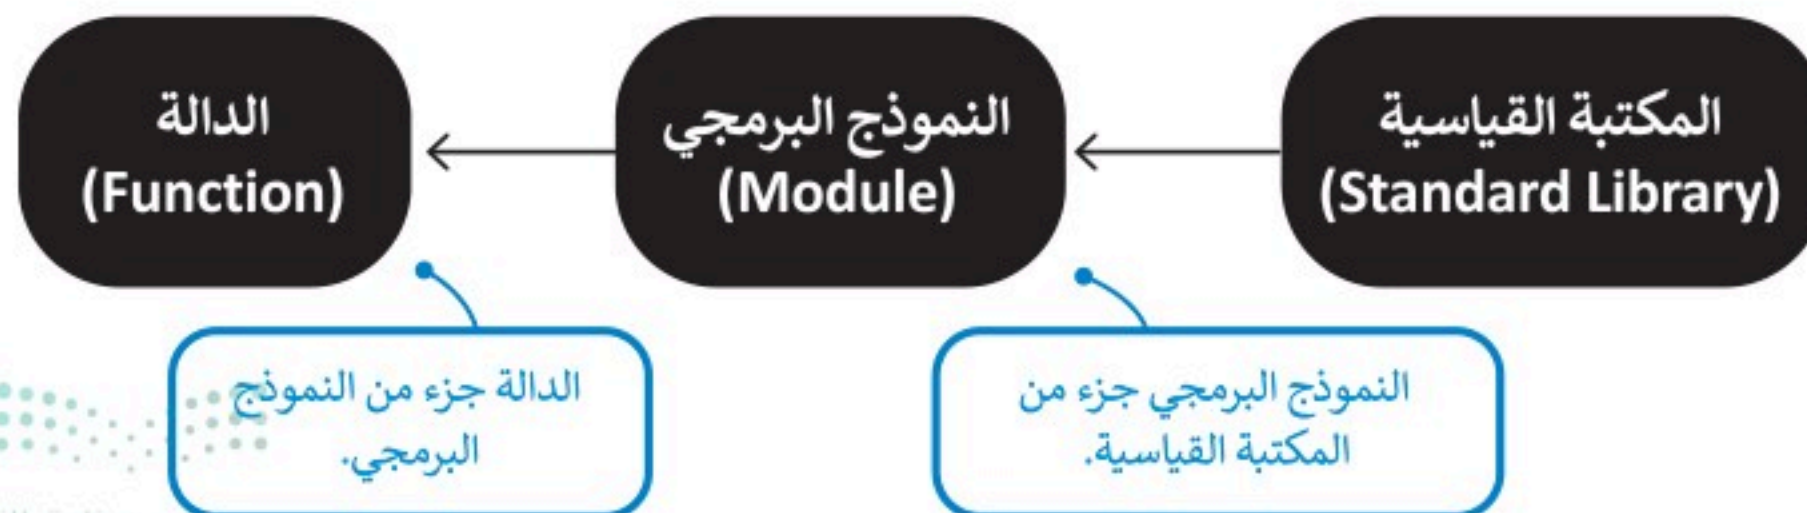 المكتبة القياسية
(Standard Library)
النموذج البرمجي
(Module)
الدالة
(Function)
النموذج البرمجي جزء من
المكتبة القياسية.
الدالة جزء من النموذج
البرمجي.